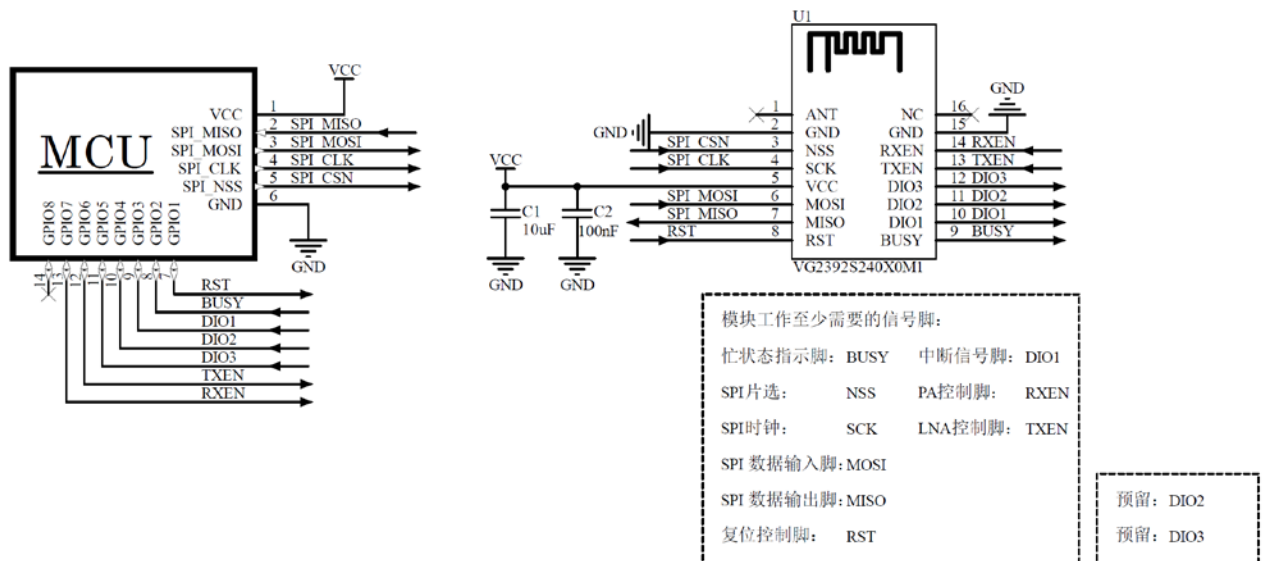 VCC
1
VCC
SPI_MISO 2 SPI_MISO
SPI_MOSI 3 SPI_MOSI
SPI_CLK 4 SPI_CLK
SPI_NSS 5 SPI_CSN
GND 6
MCU
GPIO8 GPIO7 GPIO6 GPIO5 GPIO4 GPIO3 GPIO2 GPIO1
14 13 12 11 10 9 8 7
GND
RST
BUSY
DIO1
DIO2
DIO3
TXEN
RXEN
U1
1 ANT NC 16
GND 2 GND GND 15 GND
SPI_CSN 3 NSS RXEN 14 RXEN
SPI_CLK 4 SCK TXEN 13 TXEN
VCC 5 VCC DIO3 12 DIO3
SPI_MOSI 6 MOSI DIO2 11 DIO2
SPI_MISO 7 MISO DIO1 10 DIO1
RST 8 RST BUSY 9 BUSY
C1
10uF
C2
100nF
GND GND
VG2392S240X0M1
模块工作至少需要的信号脚:
忙状态指示脚: BUSY 中断信号脚: DIO1
SPI片选: NSS PA控制脚: RXEN
SPI时钟: SCK LNA控制脚: TXEN
SPI 数据输入脚: MOSI
SPI 数据输出脚: MISO
复位控制脚: RST
预留: DIO2
预留: DIO3